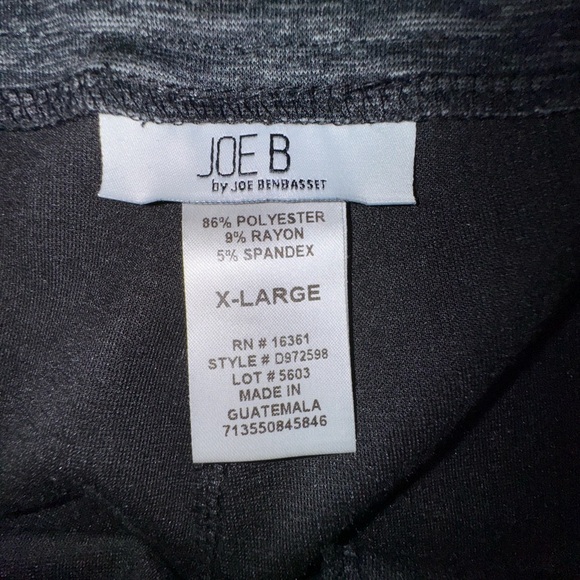 JOE B
by JOE BENBASSET
86% POLYESTER
9% RAYON
5% SPANDEX
X-LARGE
RN # 16361
STYLE # D972598
LOT # 5603
MADE IN
GUATEMALA
713550845846